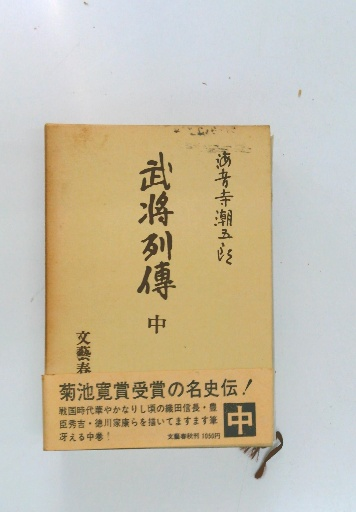 海音寺潮五郎
武将列傳
中
文藝春
菊池寛賞受賞の名史伝!
戦国時代華やかなりし頃の織田信長・豊
臣秀吉・徳川家康らを描いてますます筆
冴える中巻!
文藝春秋刊 1050円
中